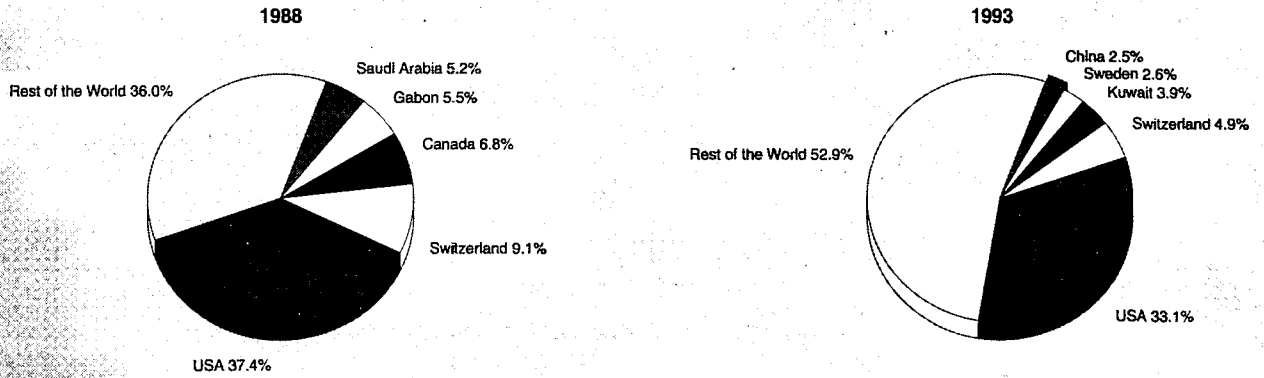 1988
Saudi Arabia 5.2%
Rest of the World 36.0%
Gabon 5.5%
Canada 6.8%
Switzerland 9.1%
USA 37.4%
1993
China 2.5%
Sweden 2.6%
Kuwait 3.9%
Switzerland 4.9%
Rest of the World 52.9%
USA 33.1%